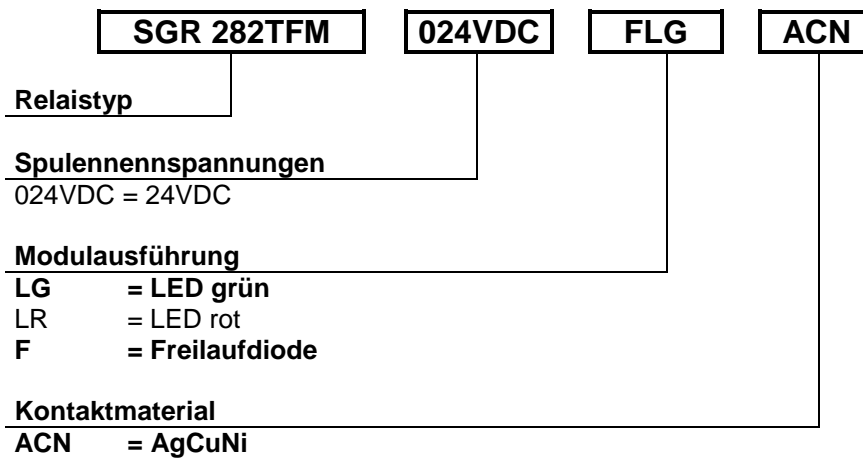 SGR 282TFM 024VDC FLG ACN
Relaistyp
Spulennennspannungen
024VDC = 24VDC
Modulausführung
LG = LED grün
LR = LED rot
F = Freilaufdiode
Kontaktmaterial
ACN = AgCuNi